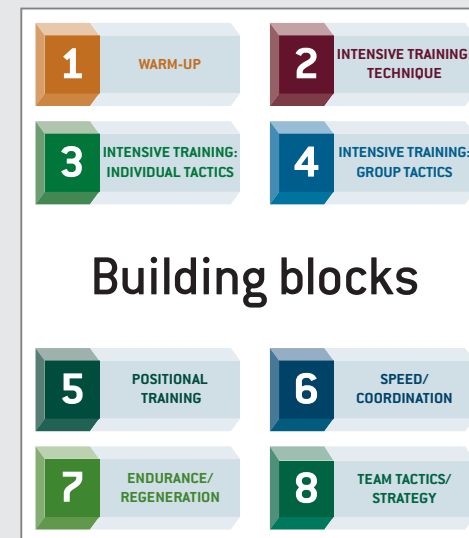 1
WARM-UP
2
INTENSIVE TRAINING:
TECHNIQUE
3
INTENSIVE TRAINING:
INDIVIDUAL TACTICS
4
INTENSIVE TRAINING:
GROUP TACTICS
Building blocks
5
POSITIONAL
TRAINING
6
SPEED/
COORDINATION
7
ENDURANCE/
REGENERATION
8
TEAM TACTICS/
STRATEGY